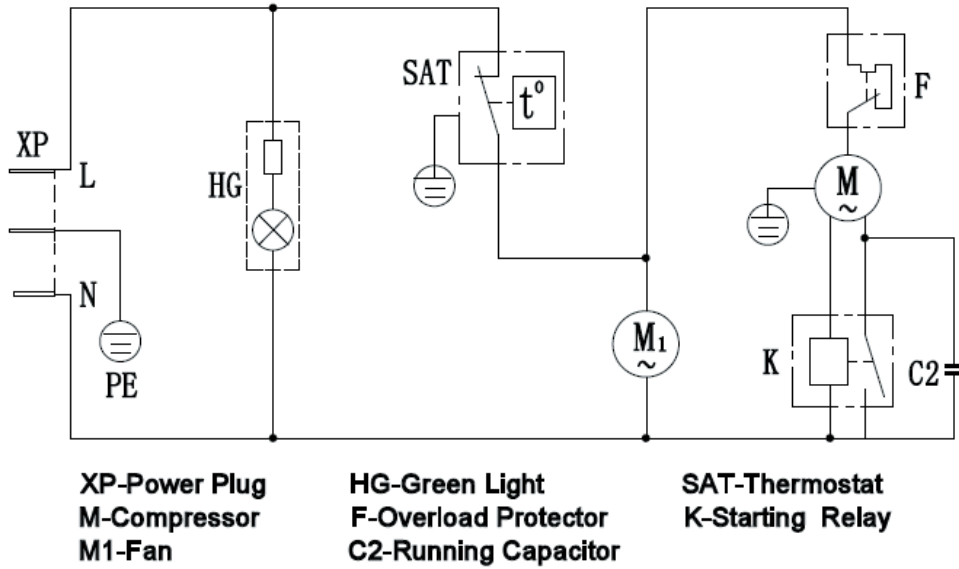 XP
L
N
PE
HG
SAT
t°
M₁
~
F
M
~
K
C2
XP-Power Plug HG-Green Light SAT-Thermostat
M-Compressor F-Overload Protector K-Starting Relay
M1-Fan C2-Running Capacitor